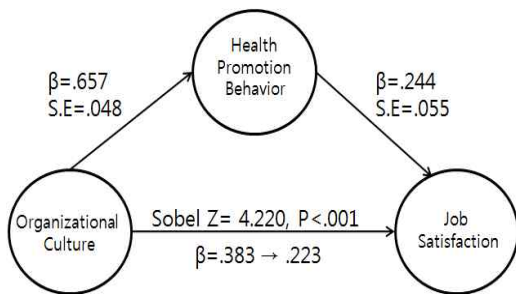 Health
Promotion
Behavior
β=.657
S.E=.048
β=.244
S.E=.055
Organizational
Culture
Sobel Z= 4.220, P<.001
β=.383 → .223
Job
Satisfaction